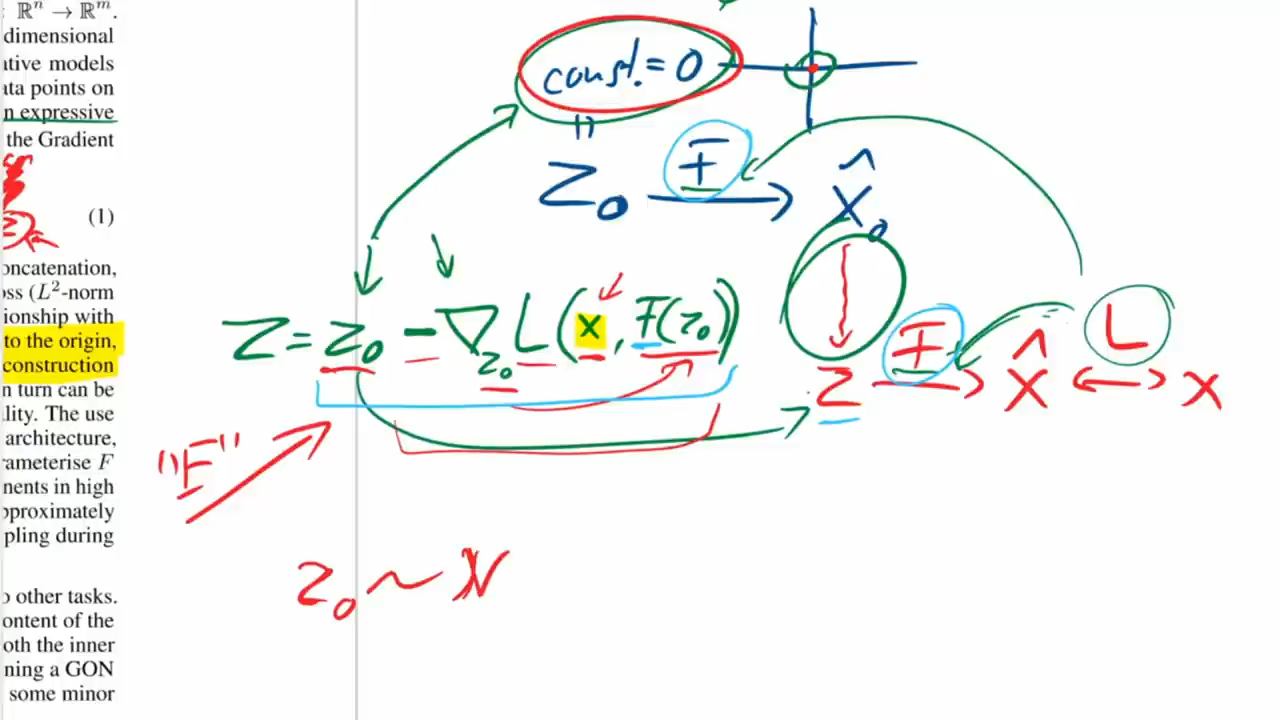 : ℝⁿ → ℝᵐ.
dimensional
ative models
ata points on
n expressive
the Gradient
(1)
oncatenation,
ss (L²-norm
ionship with
to the origin,
construction
n turn can be
lity. The use
architecture,
rameterise F
nents in high
pproximately
pling during
o other tasks.
ontent of the
oth the inner
ning a GON
some minor
const. = 0
"
z₀ F → x̂₀
z = z₀ − ∇z₀ L(x, F(z₀))
z F → x̂ ↔ x
L
"F"
z₀ ~ N